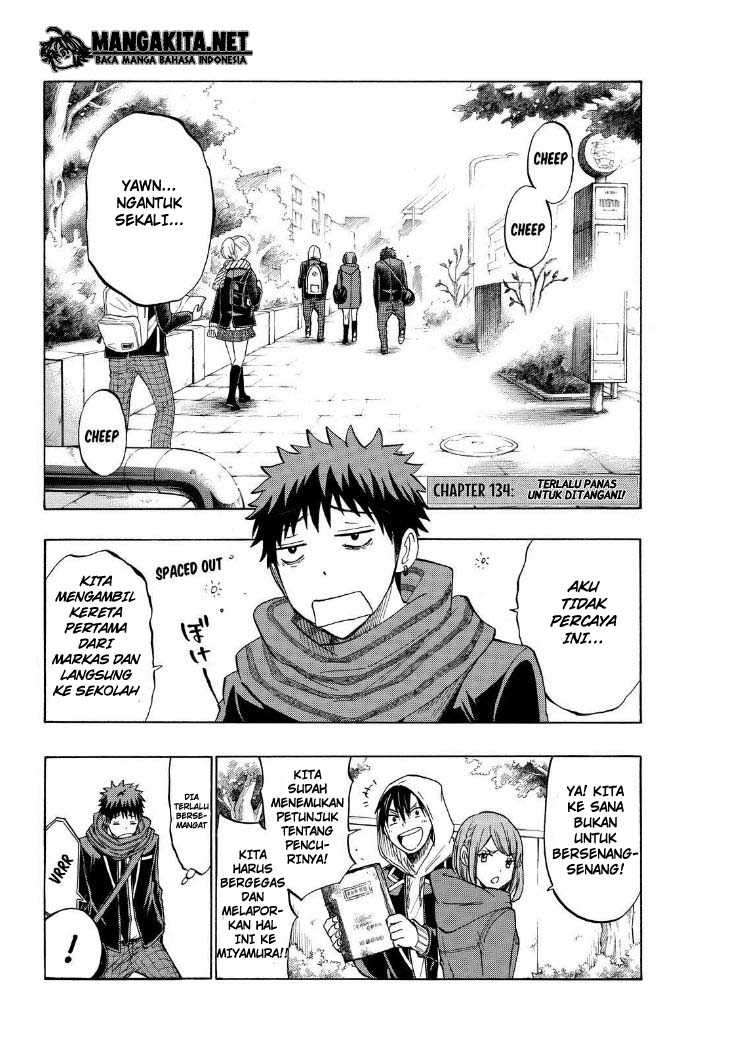 MANGAKITA.NET
BACA MANGA BAHASA INDONESIA
CHEEP
CHEEP
YAWN...
NGANTUK
SEKALI...
CHEEP
CHAPTER 134:
TERLALU PANAS
UNTUK DITANGANI!
AKU
TIDAK
PERCAYA
INI...
SPACED OUT
ぼけー
KITA
MENGAMBIL
KERETA
PERTAMA
DARI
MARKAS DAN
LANGSUNG
KE SEKOLAH
YA! KITA
KE SANA
BUKAN
UNTUK
BERSENANG-
SENANG!
KITA
SUDAH
MENEMUKAN
PETUNJUK
TENTANG
PENCU-
RINYA!
KITA
HARUS
BERGEGAS
DAN
MELAPOR-
KAN HAL
INI KE
MIYAMURA!!
DIA
TERLALU
BERSE-
MANGAT
VRRR
!